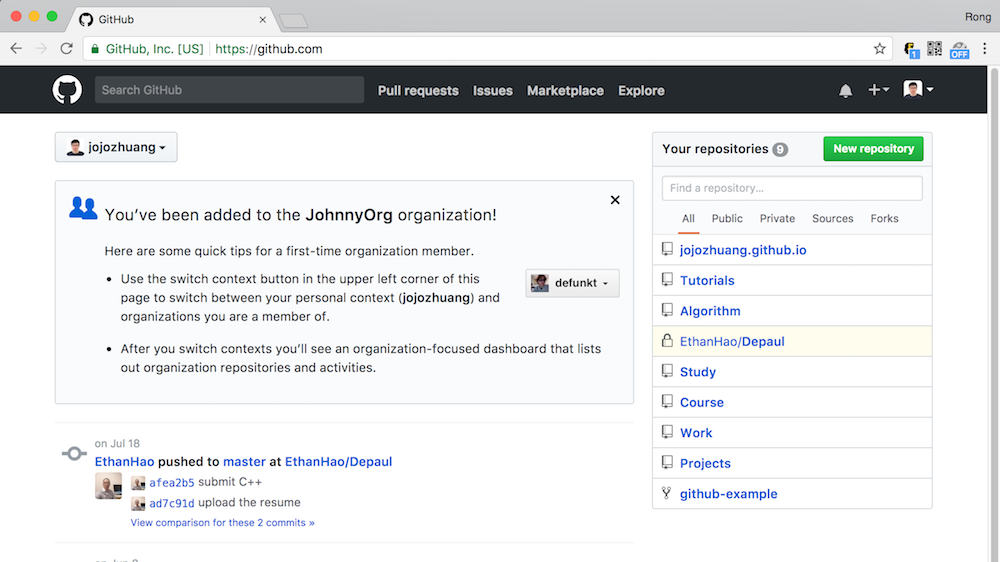 GitHub
Rong
GitHub, Inc. [US] https://github.com
1
OFF
Search GitHub
Pull requests
Issues
Marketplace
Explore
jojozhuang
You’ve been added to the JohnnyOrg organization!
Here are some quick tips for a first-time organization member.
• Use the switch context button in the upper left corner of this
page to switch between your personal context (jojozhuang) and
organizations you are a member of.
defunkt
• After you switch contexts you’ll see an organization-focused dashboard that lists
out organization repositories and activities.
on Jul 18
EthanHao pushed to master at EthanHao/Depaul
afea2b5 submit C++
ad7c91d upload the resume
View comparison for these 2 commits »
Your repositories 9
New repository
Find a repository…
All Public Private Sources Forks
jojozhuang.github.io
Tutorials
Algorithm
EthanHao/Depaul
Study
Course
Work
Projects
github-example